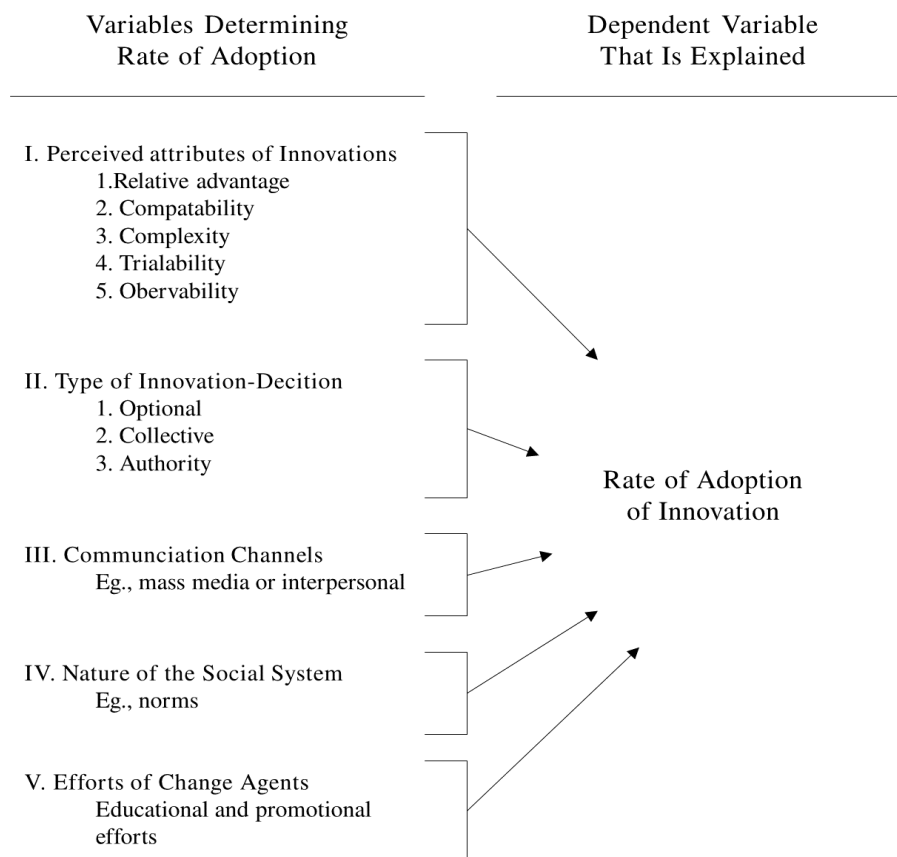 Variables Determining
Rate of Adoption
Dependent Variable
That Is Explained
I. Perceived attributes of Innovations
1.Relative advantage
2. Compatability
3. Complexity
4. Trialability
5. Obervability
II. Type of Innovation-Decition
1. Optional
2. Collective
3. Authority
Rate of Adoption
of Innovation
III. Communciation Channels
Eg., mass media or interpersonal
IV. Nature of the Social System
Eg., norms
V. Efforts of Change Agents
Educational and promotional
efforts